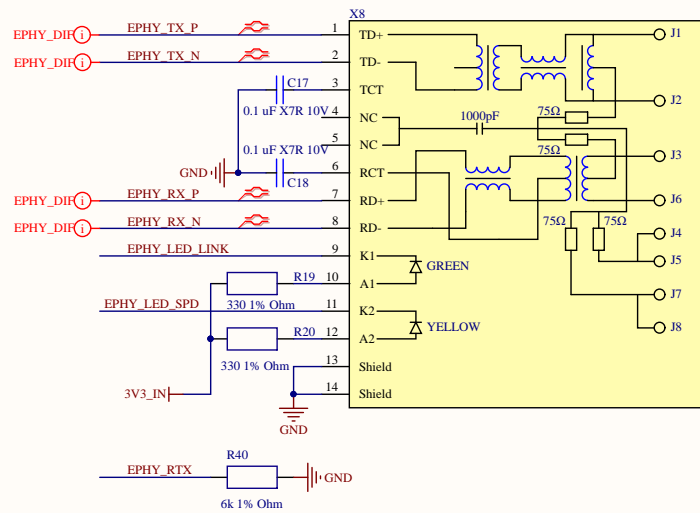 X8
EPHY_DIF i EPHY_TX_P 1 TD+ J1
EPHY_DIF i EPHY_TX_N 2 TD- J2
C17 3 TCT
0.1 uF X7R 10V 4 NC 1000pF 75Ω
0.1 uF X7R 10V 5 NC 75Ω
GND C18 6 RCT J3
EPHY_DIF i EPHY_RX_P 7 RD+ J6
EPHY_DIF i EPHY_RX_N 8 RD- 75Ω 75Ω J4
EPHY_LED_LINK 9 K1 GREEN J5
R19 10 A1
330 1% Ohm
EPHY_LED_SPD 11 K2 YELLOW J7
R20 12 A2 J8
330 1% Ohm
13 Shield
3V3_IN 14 Shield
GND
R40
EPHY_RTX GND
6k 1% Ohm